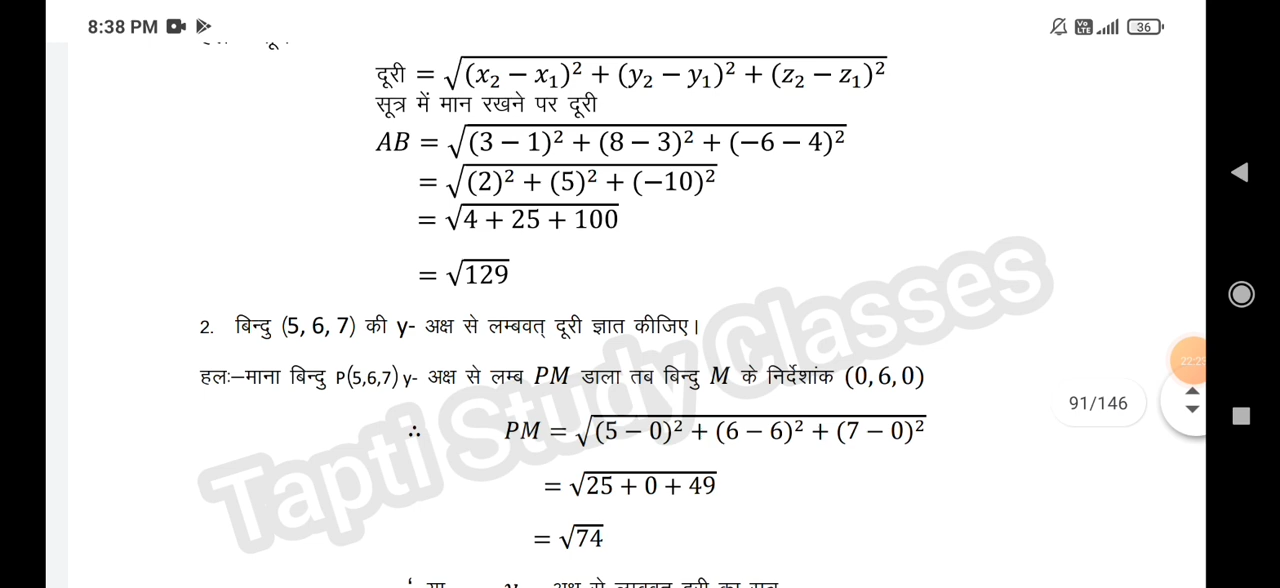 8:38 PM
Vo LTE 36
दूरी = √(x₂ − x₁)² + (y₂ − y₁)² + (z₂ − z₁)²
सूत्र में मान रखने पर दूरी
AB = √(3 − 1)² + (8 − 3)² + (−6 − 4)²
= √(2)² + (5)² + (−10)²
= √4 + 25 + 100
= √129
2. बिन्दु (5, 6, 7) की y- अक्ष से लम्बवत् दूरी ज्ञात कीजिए।
हलः–माना बिन्दु P(5,6,7) y- अक्ष से लम्ब PM डाला तब बिन्दु M के निर्देशांक (0, 6, 0)
91/146
∴ PM = √(5 − 0)² + (6 − 6)² + (7 − 0)²
= √25 + 0 + 49
= √74
Tapti Study Classes